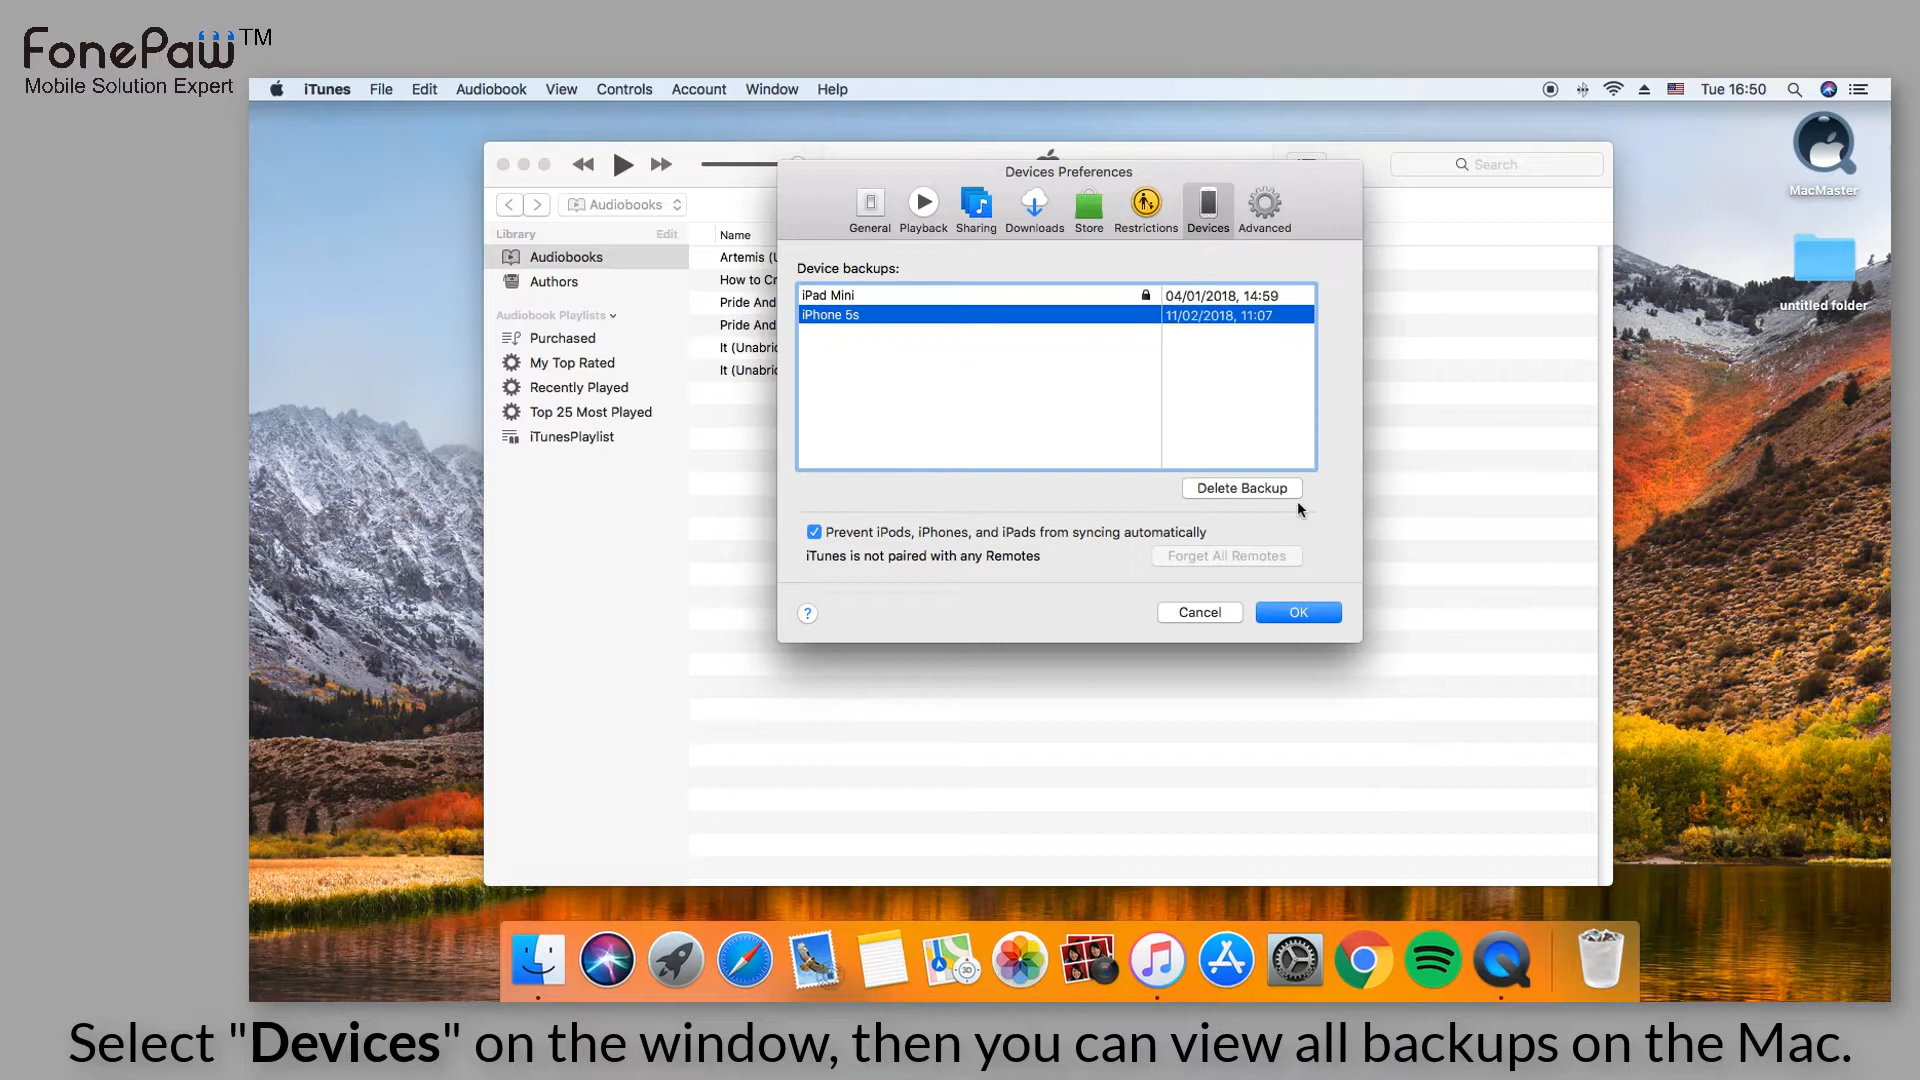 FonePaw™
Mobile Solution Expert
iTunes File Edit Audiobook View Controls Account Window Help Tue 16:50
MacMaster
untitled folder
Search
Audiobooks
Library Edit
Audiobooks
Authors
Audiobook Playlists
Purchased
My Top Rated
Recently Played
Top 25 Most Played
iTunesPlaylist
Name
Artemis (U
How to Cr
Pride And
Pride And
It (Unabri
It (Unabri
Devices Preferences
General Playback Sharing Downloads Store Restrictions Devices Advanced
Device backups:
iPad Mini 04/01/2018, 14:59
iPhone 5s 11/02/2018, 11:07
Delete Backup
Prevent iPods, iPhones, and iPads from syncing automatically
iTunes is not paired with any Remotes Forget All Remotes
? Cancel OK
3D
Select "Devices" on the window, then you can view all backups on the Mac.